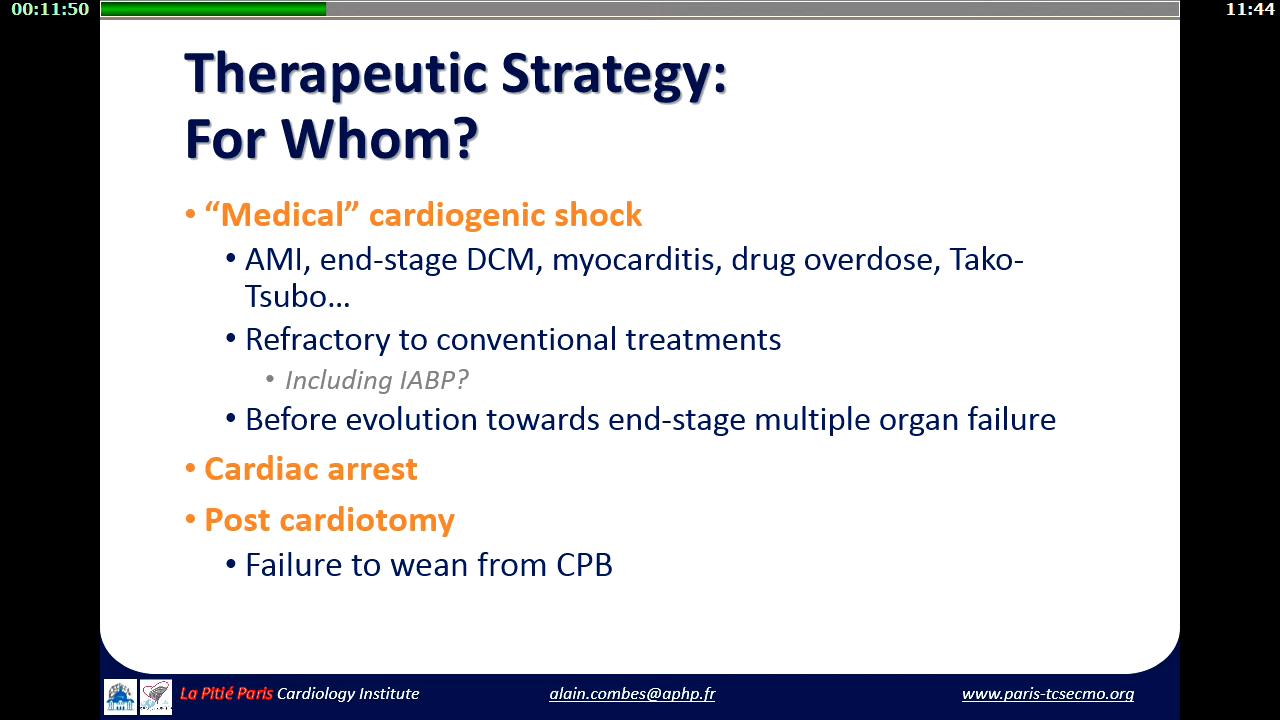 00:11:50
11:44
Therapeutic Strategy:
For Whom?
• “Medical” cardiogenic shock
• AMI, end-stage DCM, myocarditis, drug overdose, Tako-
Tsubo…
• Refractory to conventional treatments
• Including IABP?
• Before evolution towards end-stage multiple organ failure
• Cardiac arrest
• Post cardiotomy
• Failure to wean from CPB
La Pitié Paris Cardiology Institute
alain.combes@aphp.fr
www.paris-tcsecmo.org